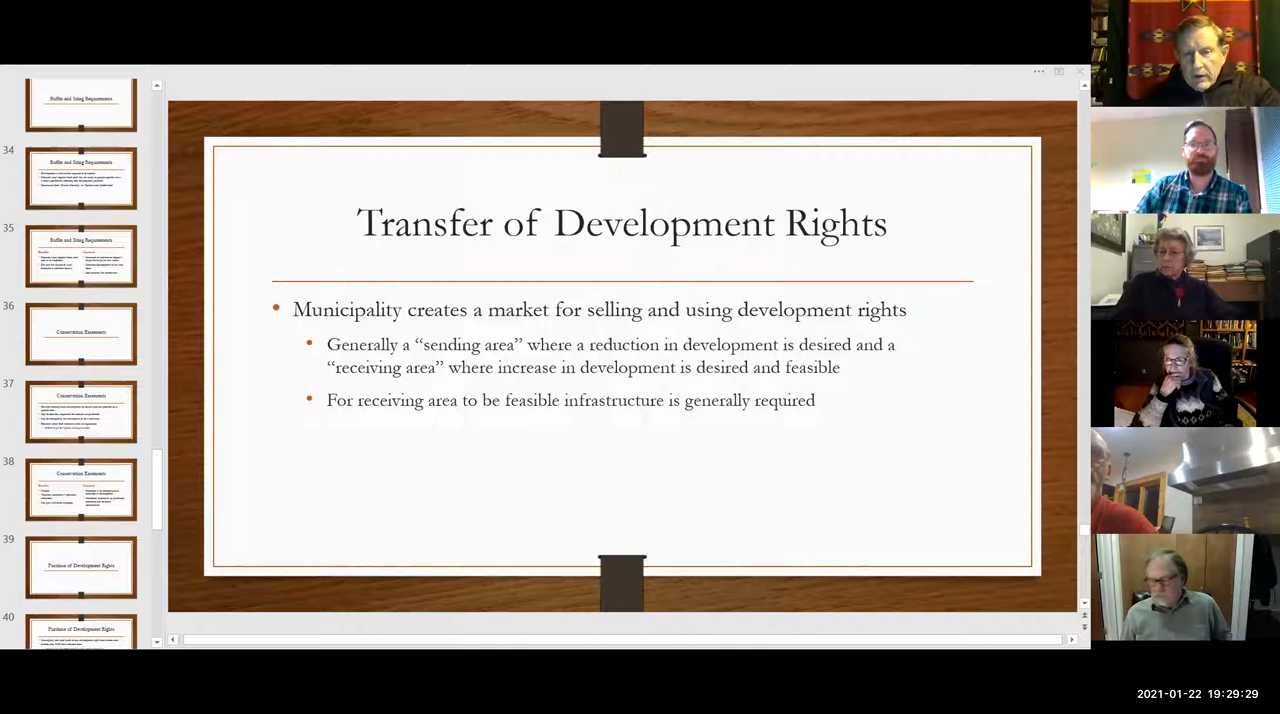 Transfer of Development Rights
• Municipality creates a market for selling and using development rights
• Generally a “sending area” where a reduction in development is desired and a
“receiving area” where increase in development is desired and feasible
• For receiving area to be feasible infrastructure is generally required
Buffer and Siting Requirements
34
Buffer and Siting Requirements
35
Buffer and Siting Requirements
36
Conservation Easements
37
Conservation Easements
38
Conservation Easements
39
Purchase of Development Rights
40
Purchase of Development Rights
2021-01-22 19:29:29